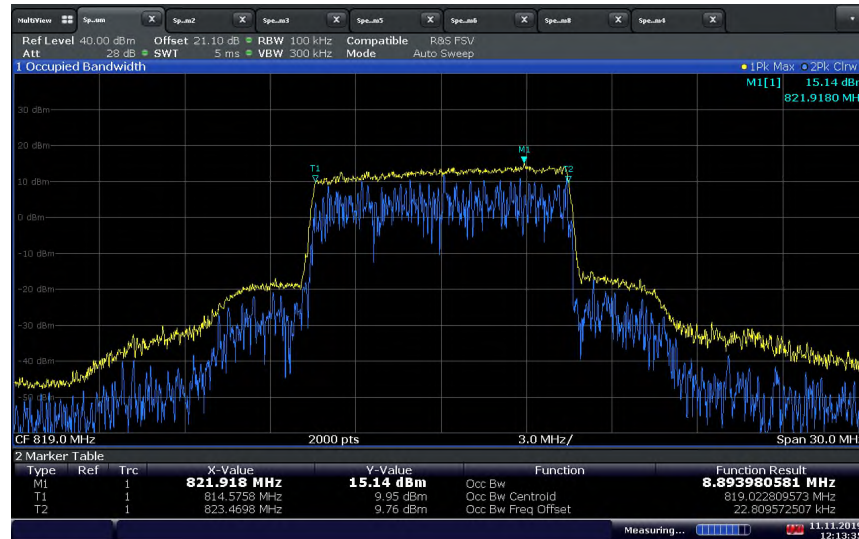 MultiView Sp...um X Sp...m2 X Spe...m3 X Spe...m5 X Spe...m6 X Spe...m8 X Spe...m4 X
Ref Level 40.00 dBm Offset 21.10 dB RBW 100 kHz Compatible R&S FSV
Att 28 dB SWT 5 ms VBW 300 kHz Mode Auto Sweep
1 Occupied Bandwidth 1Pk Max 2Pk Clrw
M1[1] 15.14 dBr
821.9180 MH
30 dBm
20 dBm
M1
T1
T2
10 dBm
0 dBm
-10 dBm
-20 dBm
-30 dBm
-40 dBm
-50 dBm
CF 819.0 MHz 2000 pts 3.0 MHz/ Span 30.0 MH
2 Marker Table
Type Ref Trc X-Value Y-Value Function Function Result
M1 1 821.918 MHz 15.14 dBm Occ Bw 8.893980581 MHz
T1 1 814.5758 MHz 9.95 dBm Occ Bw Centroid 819.022809573 MHz
T2 1 823.4698 MHz 9.76 dBm Occ Bw Freq Offset 22.809572507 kHz
Measuring... 11.11.2019
12:13:3